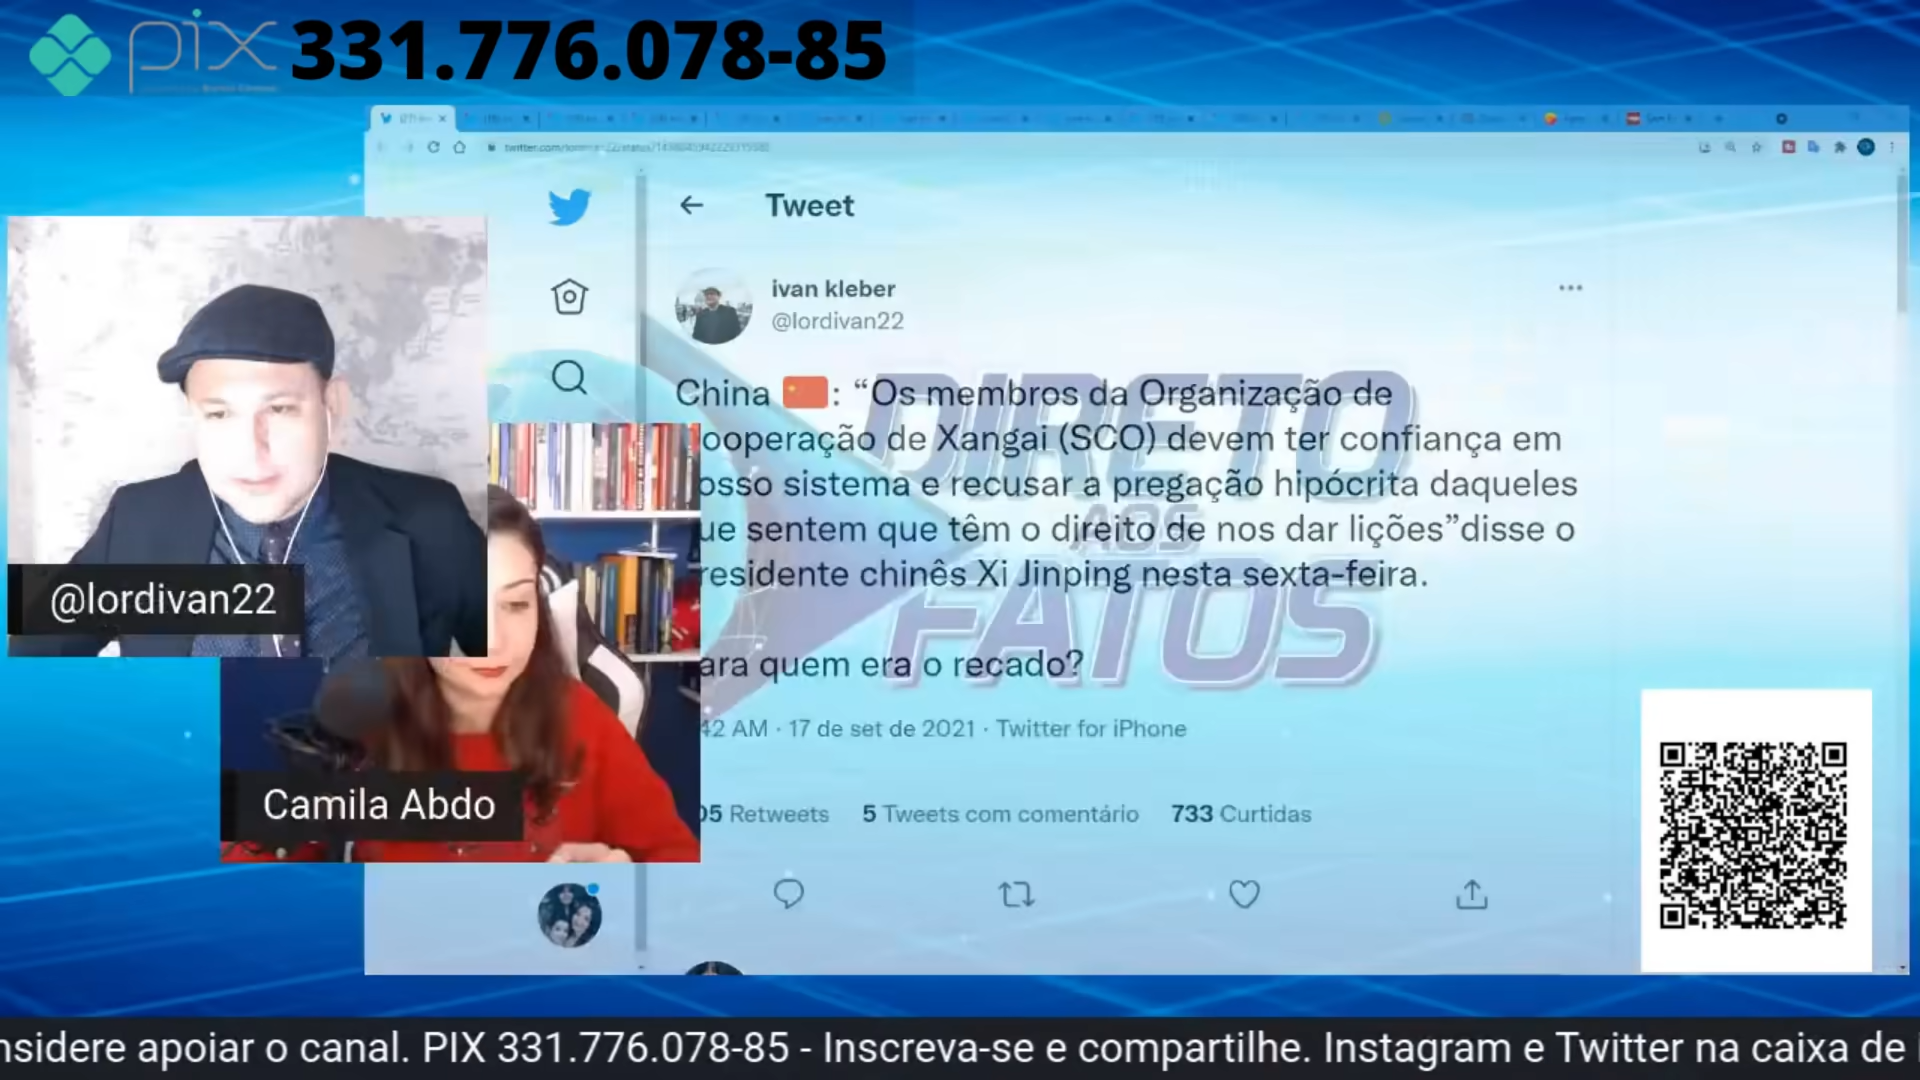 pix 331.776.078-85
Tweet
ivan kleber
@lordivan22
China : “Os membros da Organização de
ooperação de Xangai (SCO) devem ter confiança em
osso sistema e recusar a pregação hipócrita daqueles
ue sentem que têm o direito de nos dar lições”disse o
residente chinês Xi Jinping nesta sexta-feira.
ara quem era o recado?
42 AM · 17 de set de 2021 · Twitter for iPhone
05 Retweets 5 Tweets com comentário 733 Curtidas
DIRETO
AOS
FATOS
@lordivan22
Camila Abdo
nsidere apoiar o canal. PIX 331.776.078-85 - Inscreva-se e compartilhe. Instagram e Twitter na caixa de